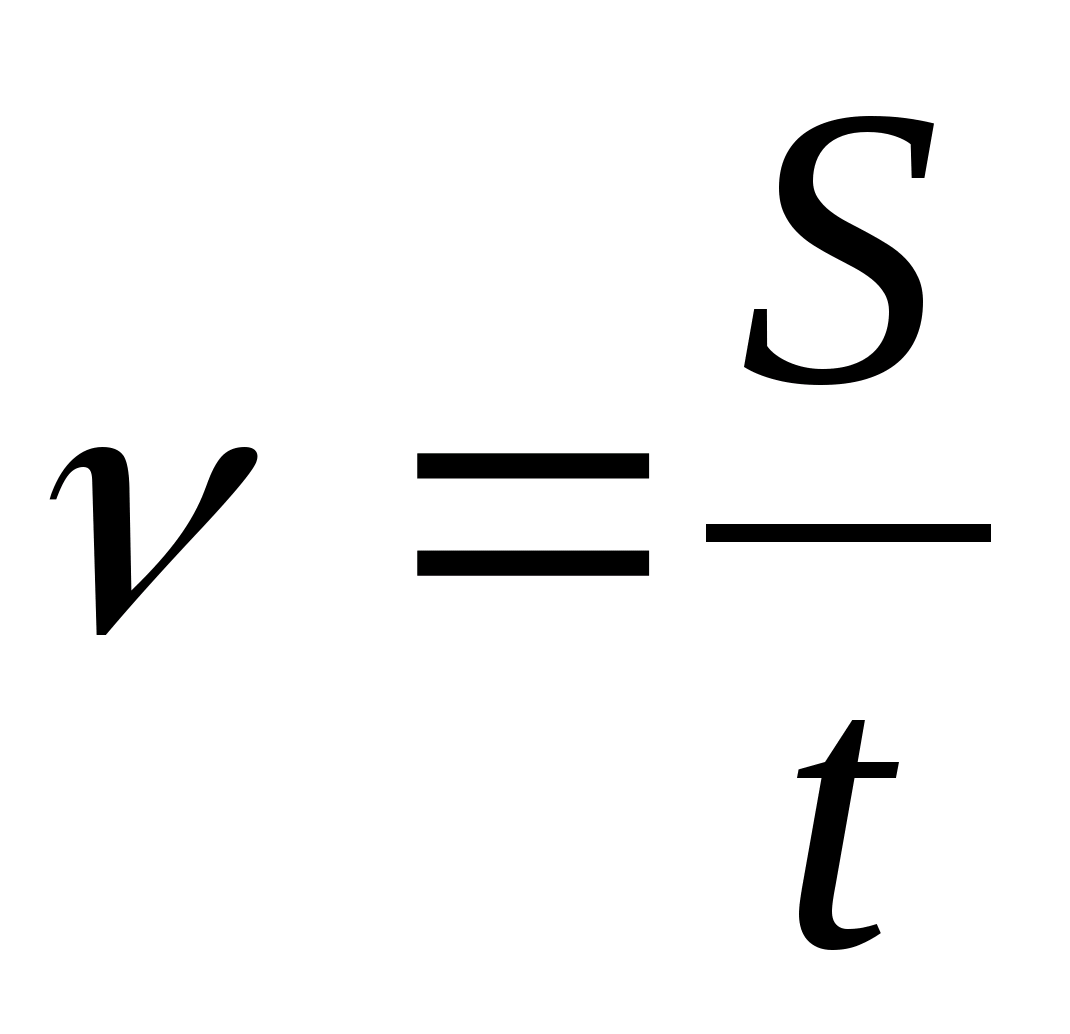 v = S/t